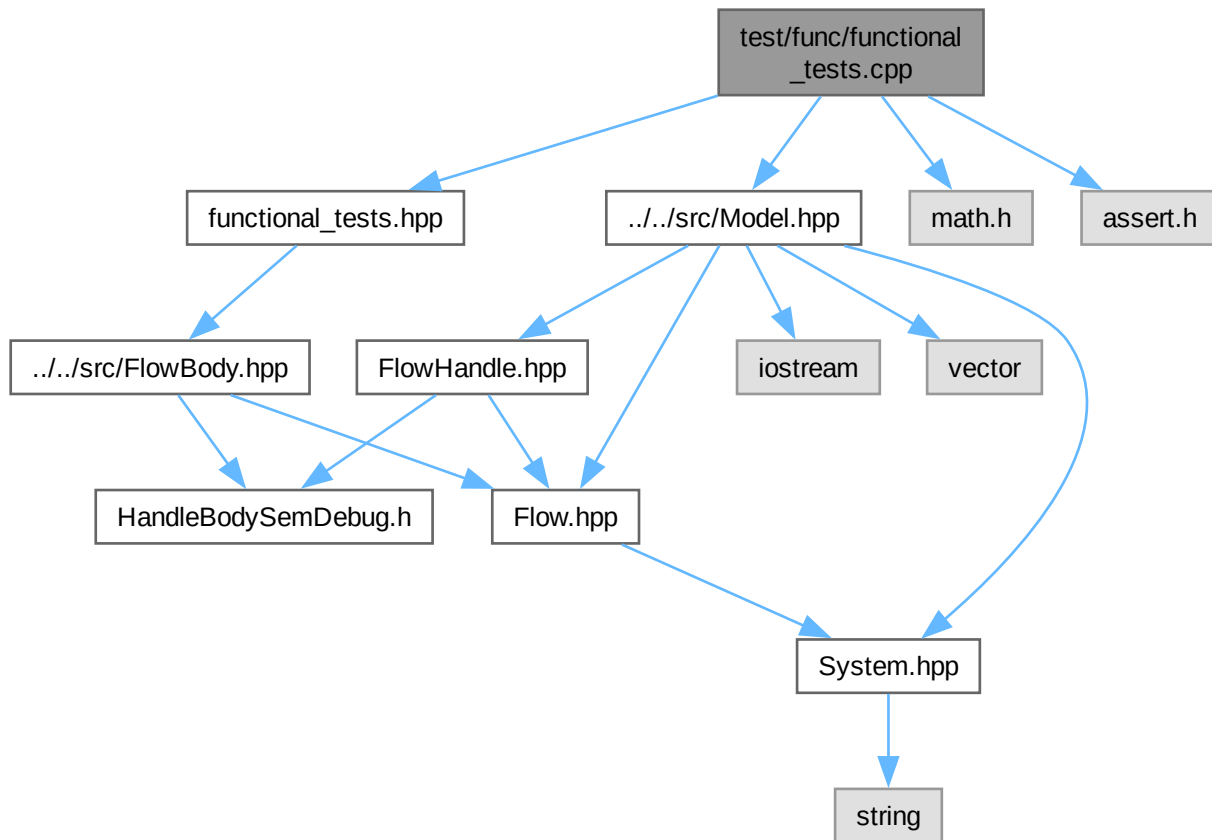 test/func/functional
_tests.cpp
functional_tests.hpp
../../src/Model.hpp
math.h
assert.h
../../src/FlowBody.hpp
FlowHandle.hpp
iostream
vector
HandleBodySemDebug.h
Flow.hpp
System.hpp
string